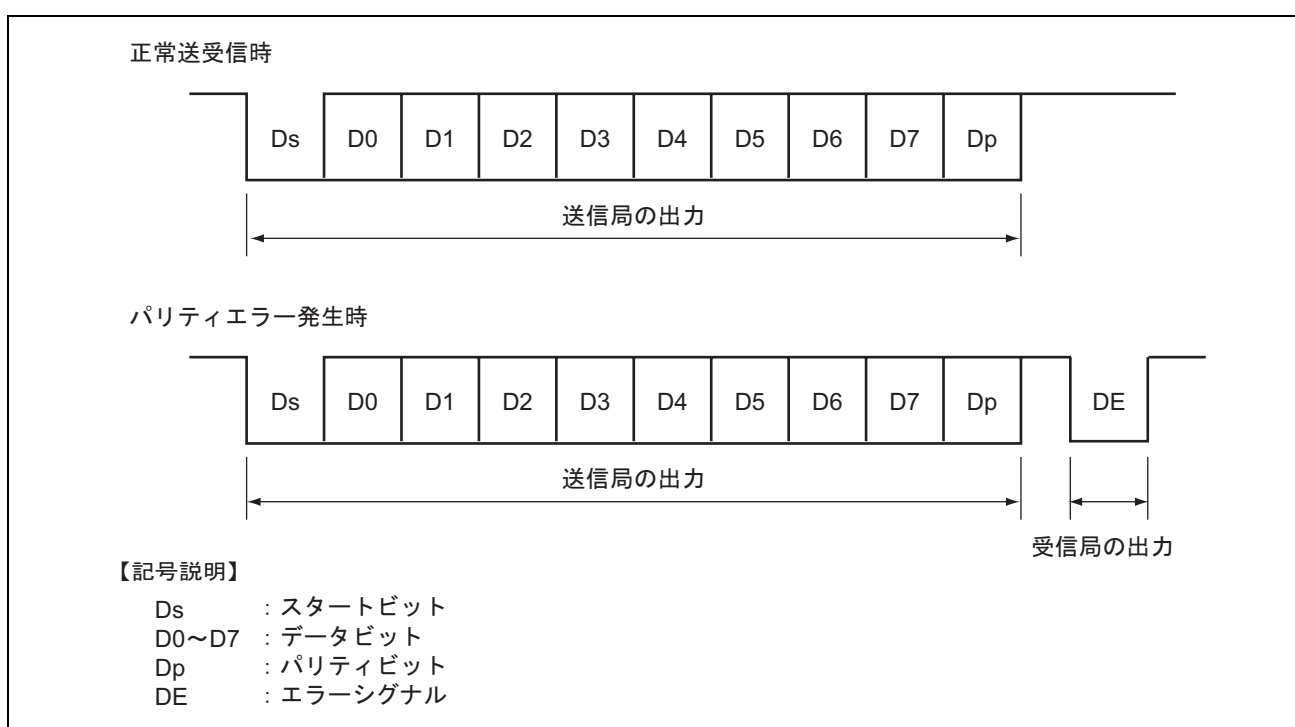 正常送受信時
Ds D0 D1 D2 D3 D4 D5 D6 D7 Dp
送信局の出力
パリティエラー発生時
Ds D0 D1 D2 D3 D4 D5 D6 D7 Dp DE
送信局の出力
受信局の出力
【記号説明】
Ds : スタートビット
D0～D7 : データビット
Dp : パリティビット
DE : エラーシグナル